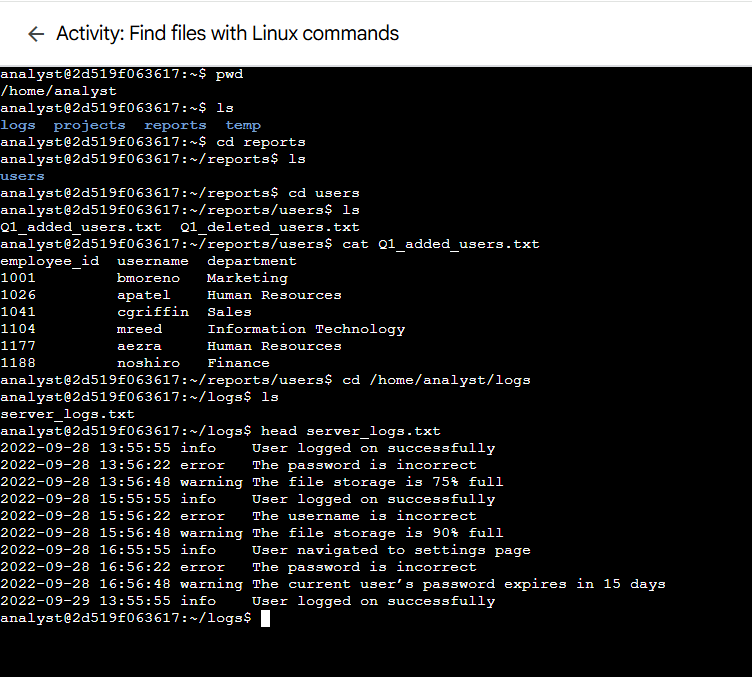 ← Activity: Find files with Linux commands
analyst@2d519f063617:~$ pwd
/home/analyst
analyst@2d519f063617:~$ ls
logs  projects  reports  temp
analyst@2d519f063617:~$ cd reports
analyst@2d519f063617:~/reports$ ls
users
analyst@2d519f063617:~/reports$ cd users
analyst@2d519f063617:~/reports/users$ ls
Q1_added_users.txt  Q1_deleted_users.txt
analyst@2d519f063617:~/reports/users$ cat Q1_added_users.txt
employee_id  username  department
1001         bmoreno   Marketing
1026         apatel    Human Resources
1041         cgriffin  Sales
1104         mreed     Information Technology
1177         aezra     Human Resources
1188         noshiro   Finance
analyst@2d519f063617:~/reports/users$ cd /home/analyst/logs
analyst@2d519f063617:~/logs$ ls
server_logs.txt
analyst@2d519f063617:~/logs$ head server_logs.txt
2022-09-28 13:55:55 info    User logged on successfully
2022-09-28 13:56:22 error   The password is incorrect
2022-09-28 13:56:48 warning The file storage is 75% full
2022-09-28 15:55:55 info    User logged on successfully
2022-09-28 15:56:22 error   The username is incorrect
2022-09-28 15:56:48 warning The file storage is 90% full
2022-09-28 16:55:55 info    User navigated to settings page
2022-09-28 16:56:22 error   The password is incorrect
2022-09-28 16:56:48 warning The current user’s password expires in 15 days
2022-09-29 13:55:55 info    User logged on successfully
analyst@2d519f063617:~/logs$